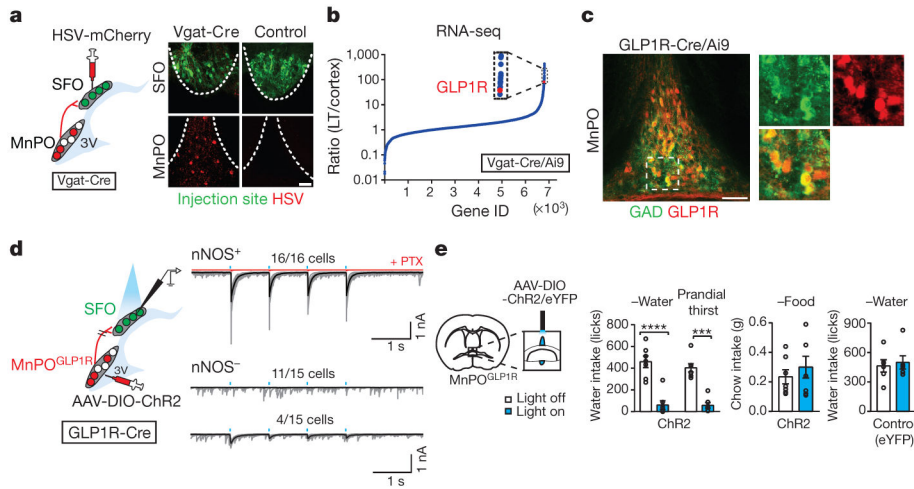 a
HSV-mCherry
SFO
MnPO
3V
Vgat-Cre
Vgat-Cre Control
SFO
MnPO
Injection site HSV
b
RNA-seq
Ratio (LT/cortex)
1,000
100
10
1
0.1
0.01
GLP1R
Vgat-Cre/Ai9
0 1 2 3 4 5 6 7
Gene ID (×10³)
c
GLP1R-Cre/Ai9
MnPO
GAD GLP1R
d
SFO
MnPO^GLP1R
3V
AAV-DIO-ChR2
GLP1R-Cre
nNOS⁺
16/16 cells
+ PTX
1 nA
1 s
nNOS⁻
11/15 cells
4/15 cells
1 nA
1 s
e
AAV-DIO
-ChR2/eYFP
MnPO^GLP1R
Light off
Light on
–Water Prandial
thirst
**** ***
Water intake (licks)
800
600
400
200
0
ChR2
–Food
Chow intake (g)
0.6
0.4
0.2
0
ChR2
–Water
Water intake (licks)
900
600
300
0
Contro
(eYFP)